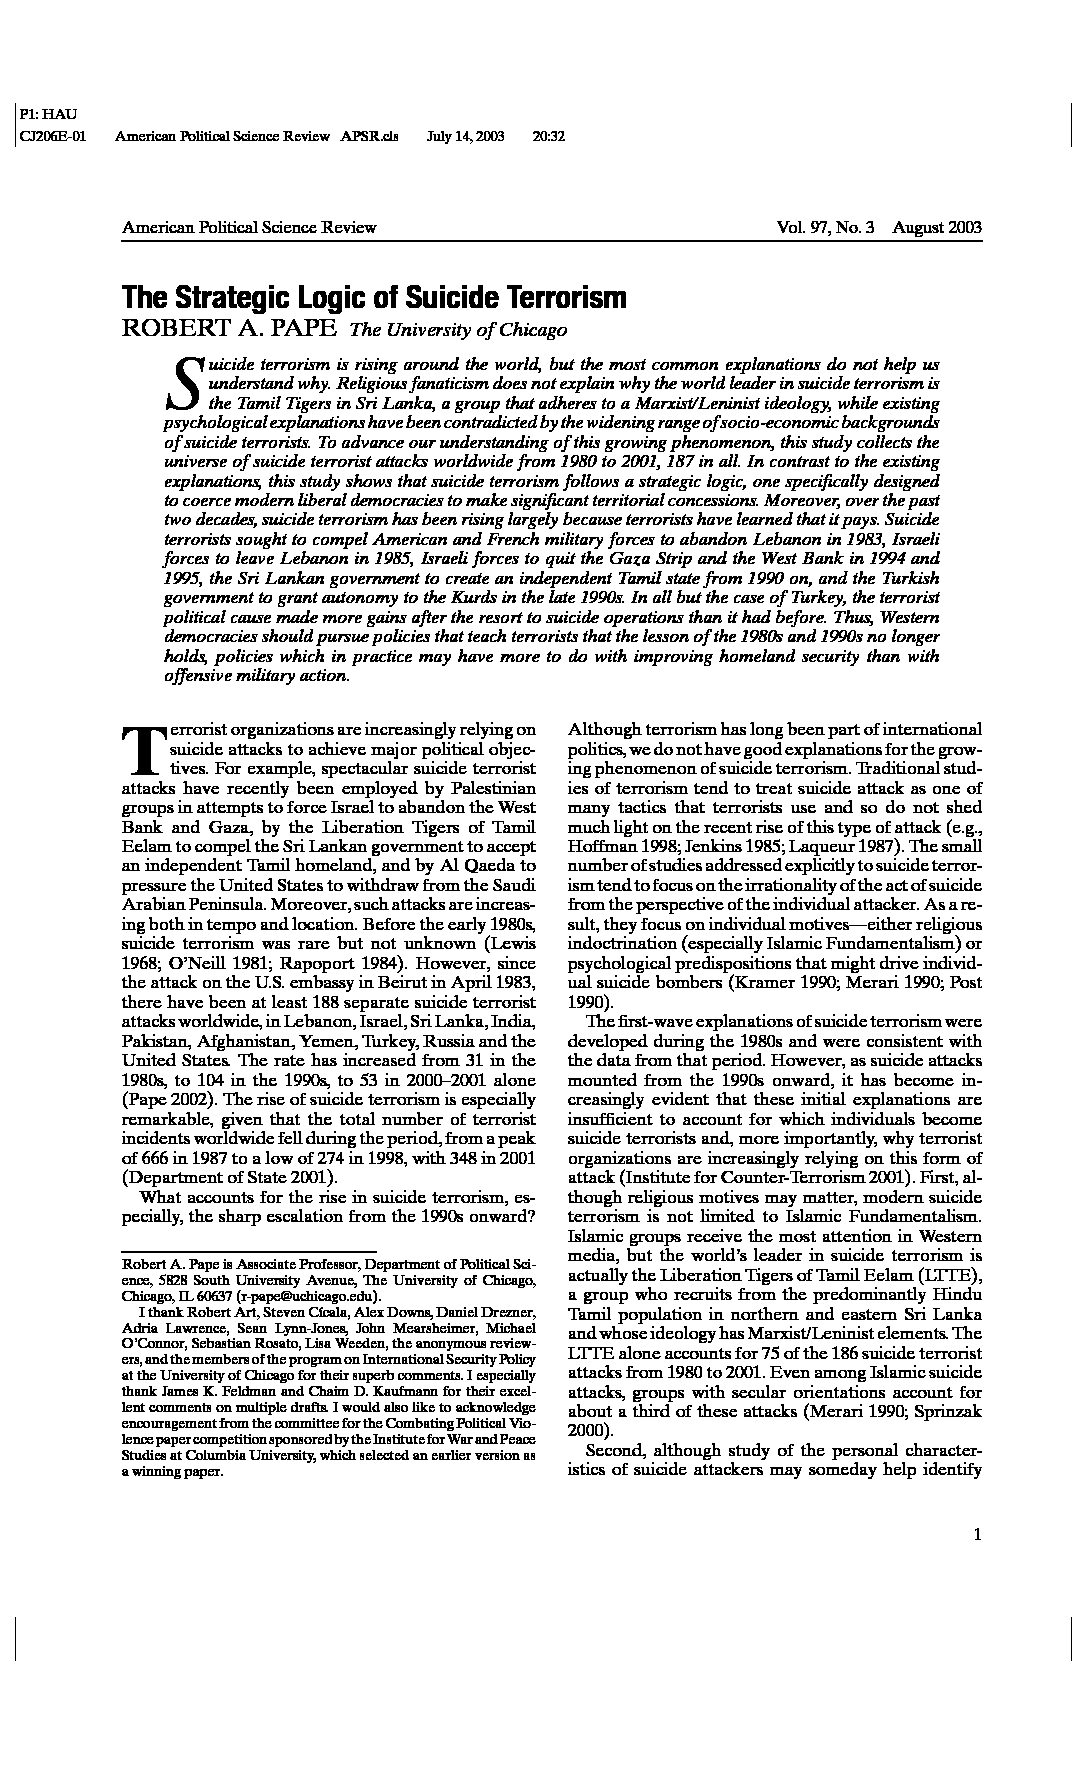 P1: HAU
CJ206E-01 American Political Science Review APSR.cls July 14, 2003 20:32
American Political Science Review Vol. 97, No. 3 August 2003
The Strategic Logic of Suicide Terrorism
ROBERT A. PAPE The University of Chicago
Suicide terrorism is rising around the world, but the most common explanations do not help us
understand why. Religious fanaticism does not explain why the world leader in suicide terrorism is
the Tamil Tigers in Sri Lanka, a group that adheres to a Marxist/Leninist ideology, while existing
psychological explanations have been contradicted by the widening range of socio-economic backgrounds
of suicide terrorists. To advance our understanding of this growing phenomenon, this study collects the
universe of suicide terrorist attacks worldwide from 1980 to 2001, 187 in all. In contrast to the existing
explanations, this study shows that suicide terrorism follows a strategic logic, one specifically designed
to coerce modern liberal democracies to make significant territorial concessions. Moreover, over the past
two decades, suicide terrorism has been rising largely because terrorists have learned that it pays. Suicide
terrorists sought to compel American and French military forces to abandon Lebanon in 1983, Israeli
forces to leave Lebanon in 1985, Israeli forces to quit the Gaza Strip and the West Bank in 1994 and
1995, the Sri Lankan government to create an independent Tamil state from 1990 on, and the Turkish
government to grant autonomy to the Kurds in the late 1990s. In all but the case of Turkey, the terrorist
political cause made more gains after the resort to suicide operations than it had before. Thus, Western
democracies should pursue policies that teach terrorists that the lesson of the 1980s and 1990s no longer
holds, policies which in practice may have more to do with improving homeland security than with
offensive military action.
Terrorist organizations are increasingly relying on
suicide attacks to achieve major political objec-
tives. For example, spectacular suicide terrorist
attacks have recently been employed by Palestinian
groups in attempts to force Israel to abandon the West
Bank and Gaza, by the Liberation Tigers of Tamil
Eelam to compel the Sri Lankan government to accept
an independent Tamil homeland, and by Al Qaeda to
pressure the United States to withdraw from the Saudi
Arabian Peninsula. Moreover, such attacks are increas-
ing both in tempo and location. Before the early 1980s,
suicide terrorism was rare but not unknown (Lewis
1968; O'Neill 1981; Rapoport 1984). However, since
the attack on the U.S. embassy in Beirut in April 1983,
there have been at least 188 separate suicide terrorist
attacks worldwide, in Lebanon, Israel, Sri Lanka, India,
Pakistan, Afghanistan, Yemen, Turkey, Russia and the
United States. The rate has increased from 31 in the
1980s, to 104 in the 1990s, to 53 in 2000–2001 alone
(Pape 2002). The rise of suicide terrorism is especially
remarkable, given that the total number of terrorist
incidents worldwide fell during the period, from a peak
of 666 in 1987 to a low of 274 in 1998, with 348 in 2001
(Department of State 2001).
What accounts for the rise in suicide terrorism, es-
pecially, the sharp escalation from the 1990s onward?
Robert A. Pape is Associate Professor, Department of Political Sci-
ence, 5828 South University Avenue, The University of Chicago,
Chicago, IL 60637 (r-pape@uchicago.edu).
I thank Robert Art, Steven Cicala, Alex Downs, Daniel Drezner,
Adria Lawrence, Sean Lynn-Jones, John Mearsheimer, Michael
O'Connor, Sebastian Rosato, Lisa Weeden, the anonymous review-
ers, and the members of the program on International Security Policy
at the University of Chicago for their superb comments. I especially
thank James K. Feldman and Chaim D. Kaufmann for their excel-
lent comments on multiple drafts. I would also like to acknowledge
encouragement from the committee for the Combating Political Vio-
lence paper competition sponsored by the Institute for War and Peace
Studies at Columbia University, which selected an earlier version as
a winning paper.
Although terrorism has long been part of international
politics, we do not have good explanations for the grow-
ing phenomenon of suicide terrorism. Traditional stud-
ies of terrorism tend to treat suicide attack as one of
many tactics that terrorists use and so do not shed
much light on the recent rise of this type of attack (e.g.,
Hoffman 1998; Jenkins 1985; Laqueur 1987). The small
number of studies addressed explicitly to suicide terror-
ism tend to focus on the irrationality of the act of suicide
from the perspective of the individual attacker. As a re-
sult, they focus on individual motives—either religious
indoctrination (especially Islamic Fundamentalism) or
psychological predispositions that might drive individ-
ual suicide bombers (Kramer 1990; Merari 1990; Post
1990).
The first-wave explanations of suicide terrorism were
developed during the 1980s and were consistent with
the data from that period. However, as suicide attacks
mounted from the 1990s onward, it has become in-
creasingly evident that these initial explanations are
insufficient to account for which individuals become
suicide terrorists and, more importantly, why terrorist
organizations are increasingly relying on this form of
attack (Institute for Counter-Terrorism 2001). First, al-
though religious motives may matter, modern suicide
terrorism is not limited to Islamic Fundamentalism.
Islamic groups receive the most attention in Western
media, but the world's leader in suicide terrorism is
actually the Liberation Tigers of Tamil Eelam (LTTE),
a group who recruits from the predominantly Hindu
Tamil population in northern and eastern Sri Lanka
and whose ideology has Marxist/Leninist elements. The
LTTE alone accounts for 75 of the 186 suicide terrorist
attacks from 1980 to 2001. Even among Islamic suicide
attacks, groups with secular orientations account for
about a third of these attacks (Merari 1990; Sprinzak
2000).
Second, although study of the personal character-
istics of suicide attackers may someday help identify
1